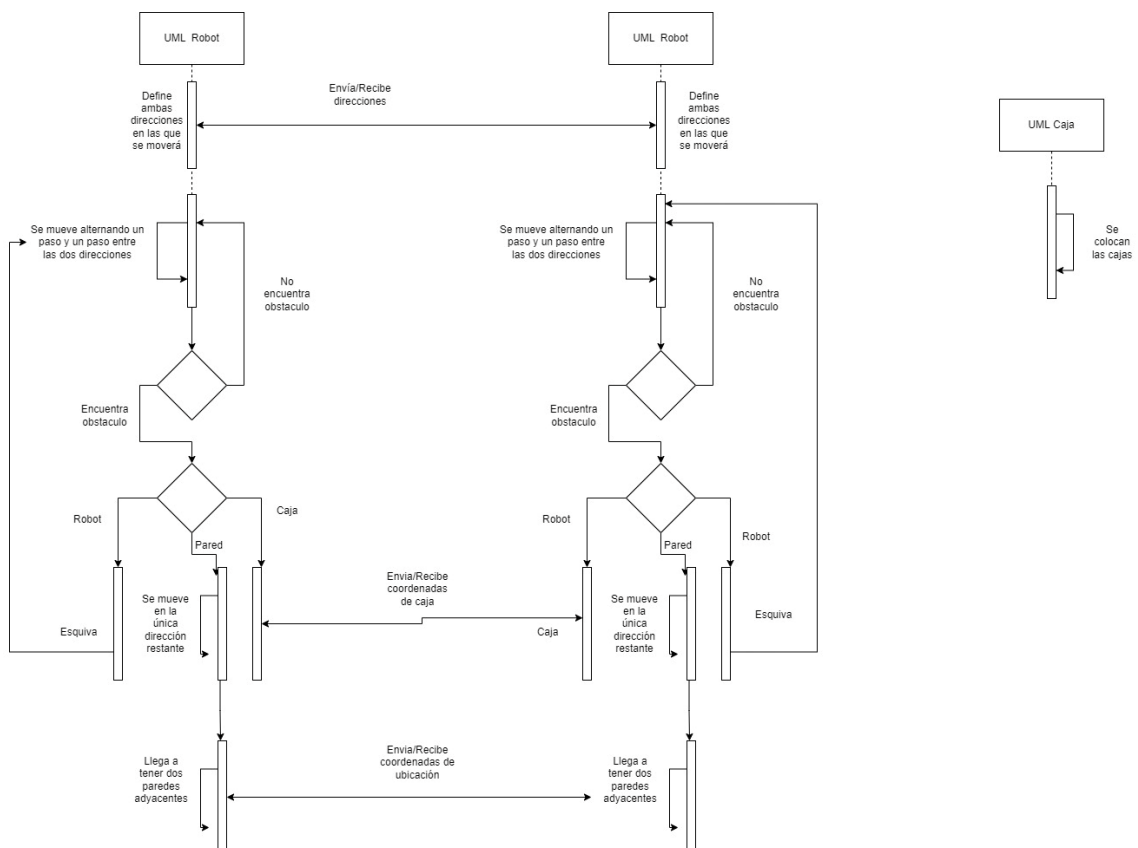 UML Robot
UML Robot
Define
ambas
direcciones
en las que
se moverá
Envía/Recibe
direcciones
Define
ambas
direcciones
en las que
se moverá
UML Caja
Se mueve alternando un
paso y un paso entre
las dos direcciones
Se mueve alternando un
paso y un paso entre
las dos direcciones
Se
colocan
las cajas
No
encuentra
obstaculo
No
encuentra
obstaculo
Encuentra
obstaculo
Encuentra
obstaculo
Robot
Caja
Pared
Robot
Robot
Pared
Envia/Recibe
coordenadas
de caja
Se mueve
en la
única
dirección
restante
Se mueve
en la
única
dirección
restante
Esquiva
Caja
Esquiva
Llega a
tener dos
paredes
adyacentes
Envia/Recibe
coordenadas de
ubicación
Llega a
tener dos
paredes
adyacentes